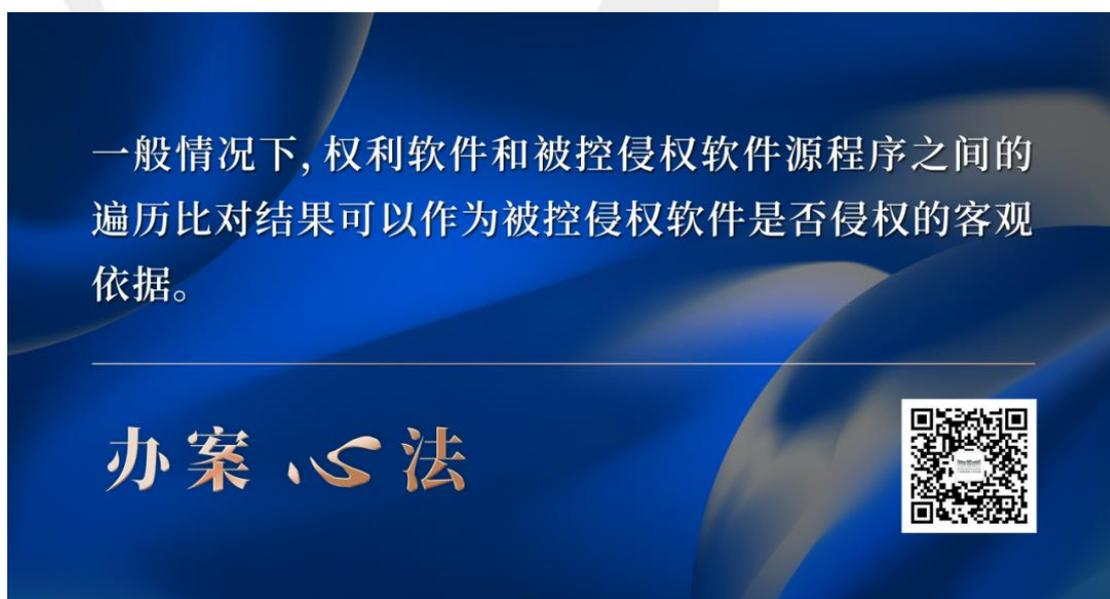 一般情况下，权利软件和被控侵权软件源程序之间的
遍历比对结果可以作为被控侵权软件是否侵权的客观
依据。
办案心法